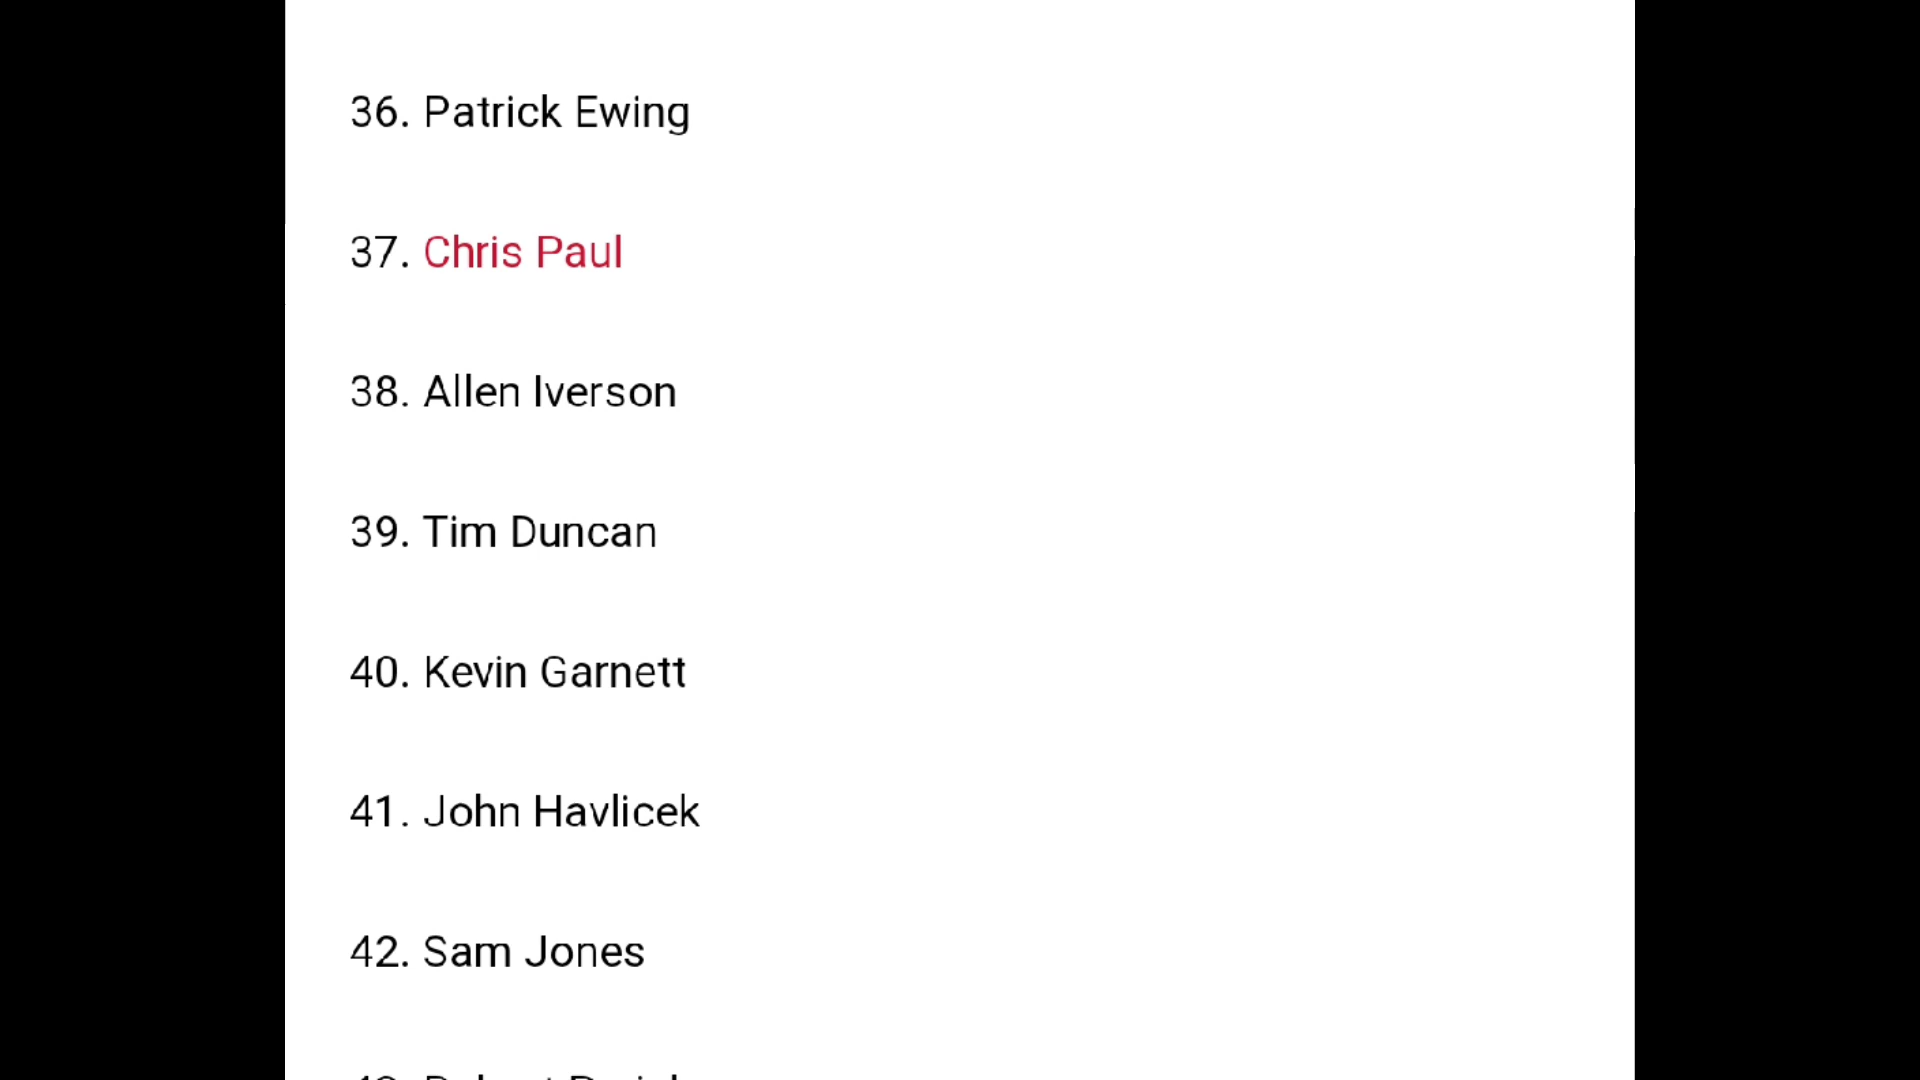 36. Patrick Ewing
37. Chris Paul
38. Allen Iverson
39. Tim Duncan
40. Kevin Garnett
41. John Havlicek
42. Sam Jones